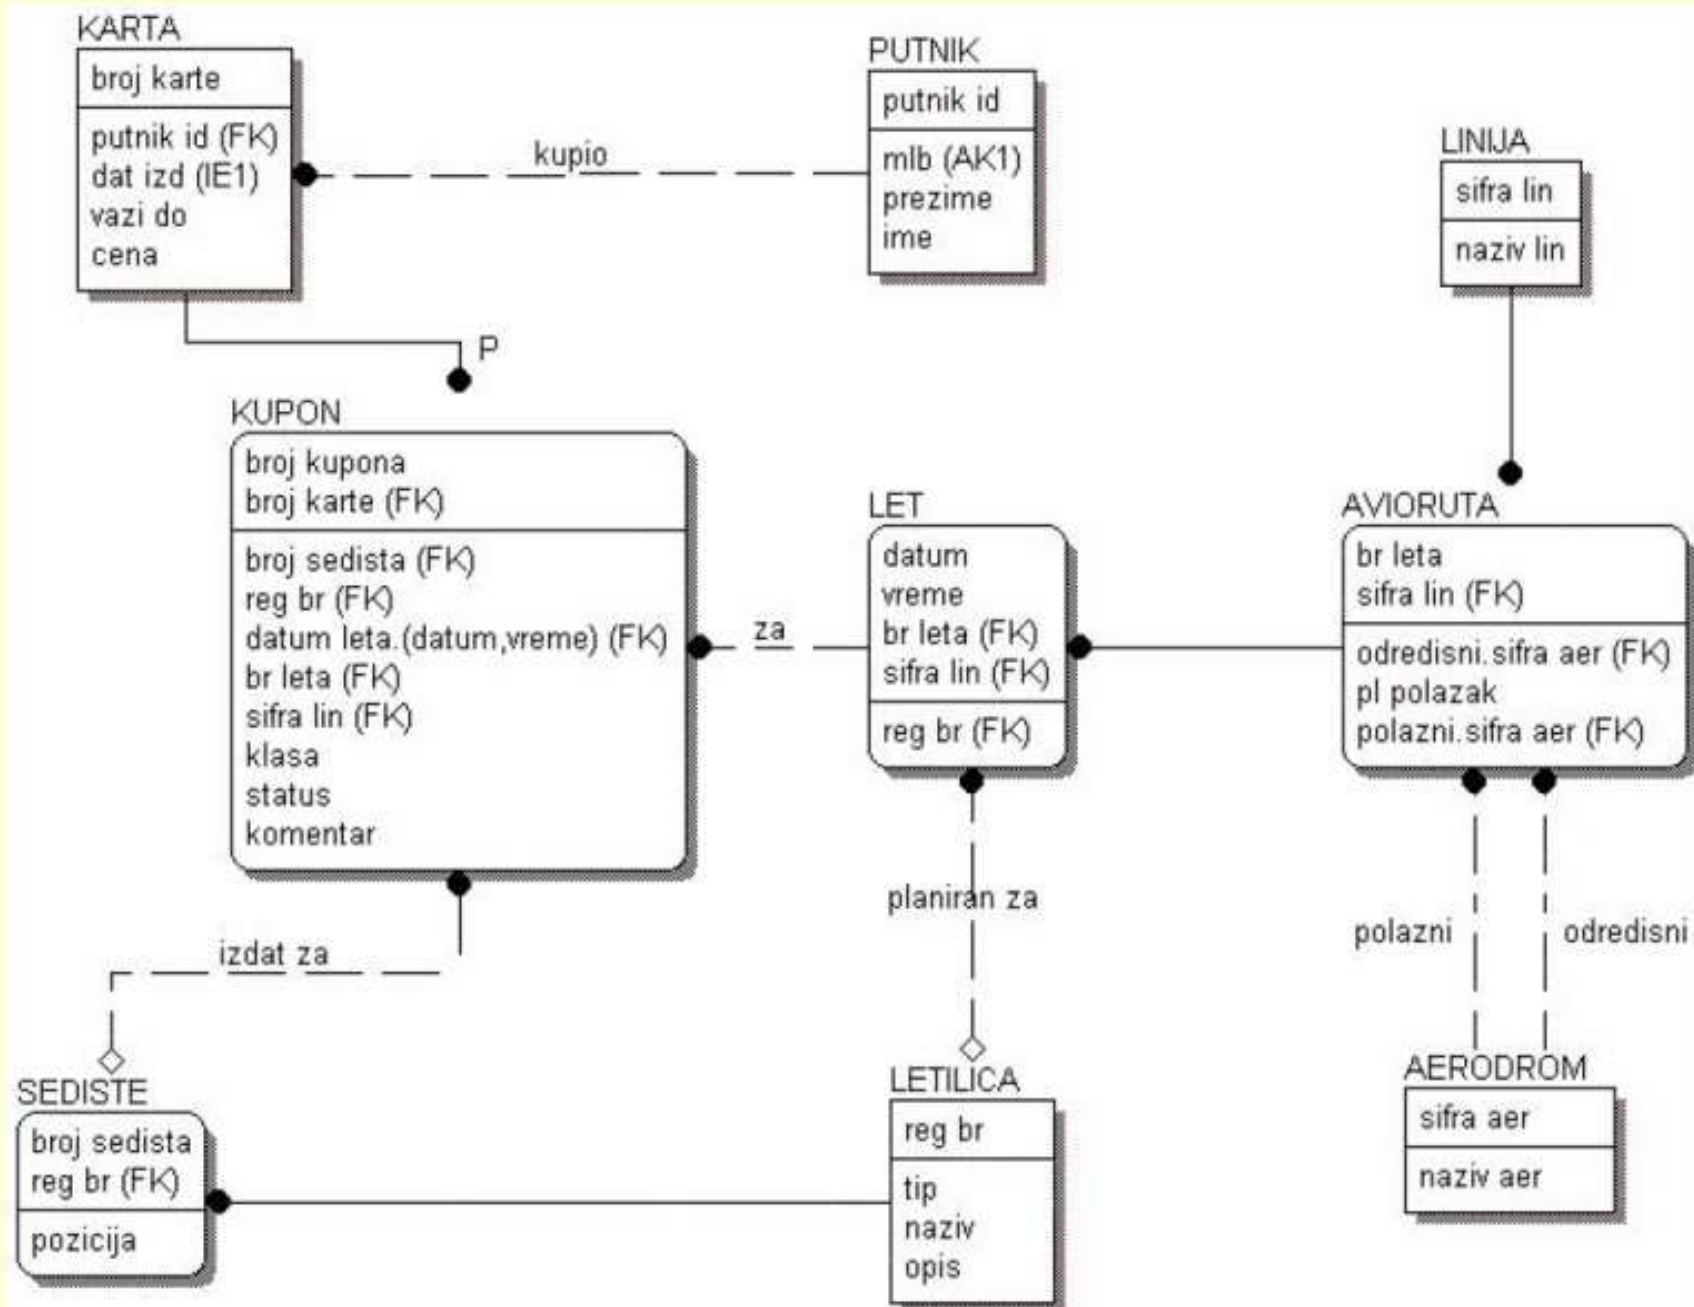 KARTA
broj karte
putnik id (FK)
dat izd (IE1)
vazi do
cena
kupio
PUTNIK
putnik id
mlb (AK1)
prezime
ime
LINIJA
sifra lin
naziv lin
P
KUPON
broj kupona
broj karte (FK)
broj sedista (FK)
reg br (FK)
datum leta.(datum,vreme) (FK)
br leta (FK)
sifra lin (FK)
klasa
status
komentar
za
LET
datum
vreme
br leta (FK)
sifra lin (FK)
reg br (FK)
AVIORUTA
br leta
sifra lin (FK)
odredisni.sifra aer (FK)
pl polazak
polazni.sifra aer (FK)
izdat za
planiran za
polazni
odredisni
SEDISTE
broj sedista
reg br (FK)
pozicija
LETILICA
reg br
tip
naziv
opis
AERODROM
sifra aer
naziv aer